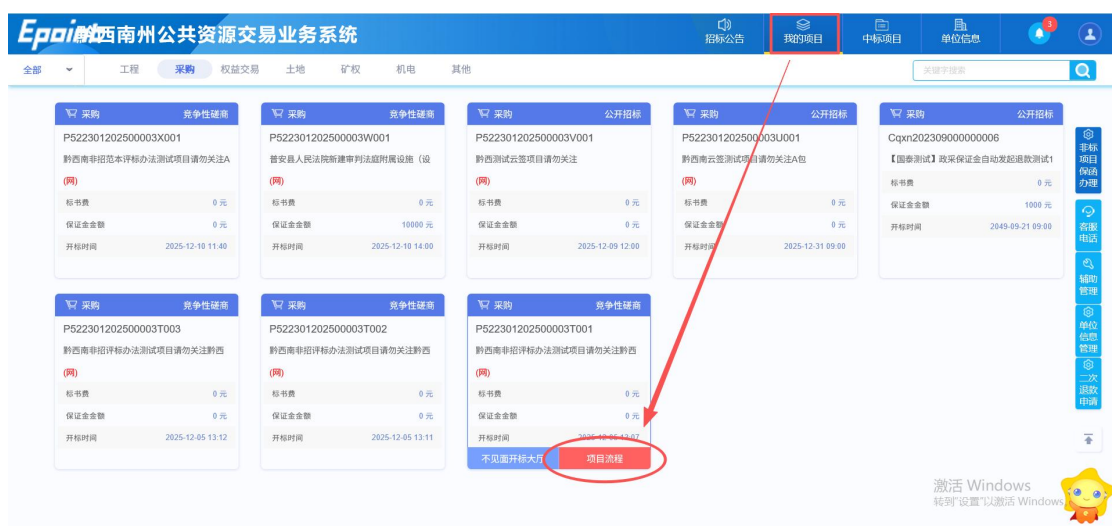 Epoint黔西南州公共资源交易业务系统
招标公告
我的项目
中标项目
单位信息
3
全部 工程 采购 权益交易 土地 矿权 机电 其他
关键字搜索
采购 竞争性磋商
P522301202500003X001
黔西南非招范本评标办法测试项目请勿关注A
(网)
标书费 0 元
保证金金额 0 元
开标时间 2025-12-10 11:40
采购 竞争性磋商
P522301202500003W001
普安县人民法院新建审判法庭附属设施（设
(网)
标书费 0 元
保证金金额 10000 元
开标时间 2025-12-10 14:00
采购 公开招标
P522301202500003V001
黔西测试云签项目请勿关注
(网)
标书费 0 元
保证金金额 0 元
开标时间 2025-12-09 12:00
采购 公开招标
P522301202500003U001
黔西南云签测试项目请勿关注A包
(网)
标书费 0 元
保证金金额 0 元
开标时间 2025-12-31 09:00
采购 公开招标
Cqxn202309000000006
【国泰测试】政采保证金自动发起退款测试1
标书费 0 元
保证金金额 1000 元
开标时间 2049-09-21 09:00
采购 竞争性磋商
P522301202500003T003
黔西南非招评标办法测试项目请勿关注黔西
(网)
标书费 0 元
保证金金额 0 元
开标时间 2025-12-05 13:12
采购 竞争性磋商
P522301202500003T002
黔西南非招评标办法测试项目请勿关注黔西
(网)
标书费 0 元
保证金金额 0 元
开标时间 2025-12-05 13:11
采购 竞争性磋商
P522301202500003T001
黔西南非招评标办法测试项目请勿关注黔西
(网)
标书费 0 元
保证金金额 0 元
开标时间 2025-12-05 13:07
不见面开标大厅 项目流程
非标
项目
保函
办理
客服
电话
辅助
管理
单位
信息
管理
二次
退款
申请
激活 Windows
转到"设置"以激活 Windows